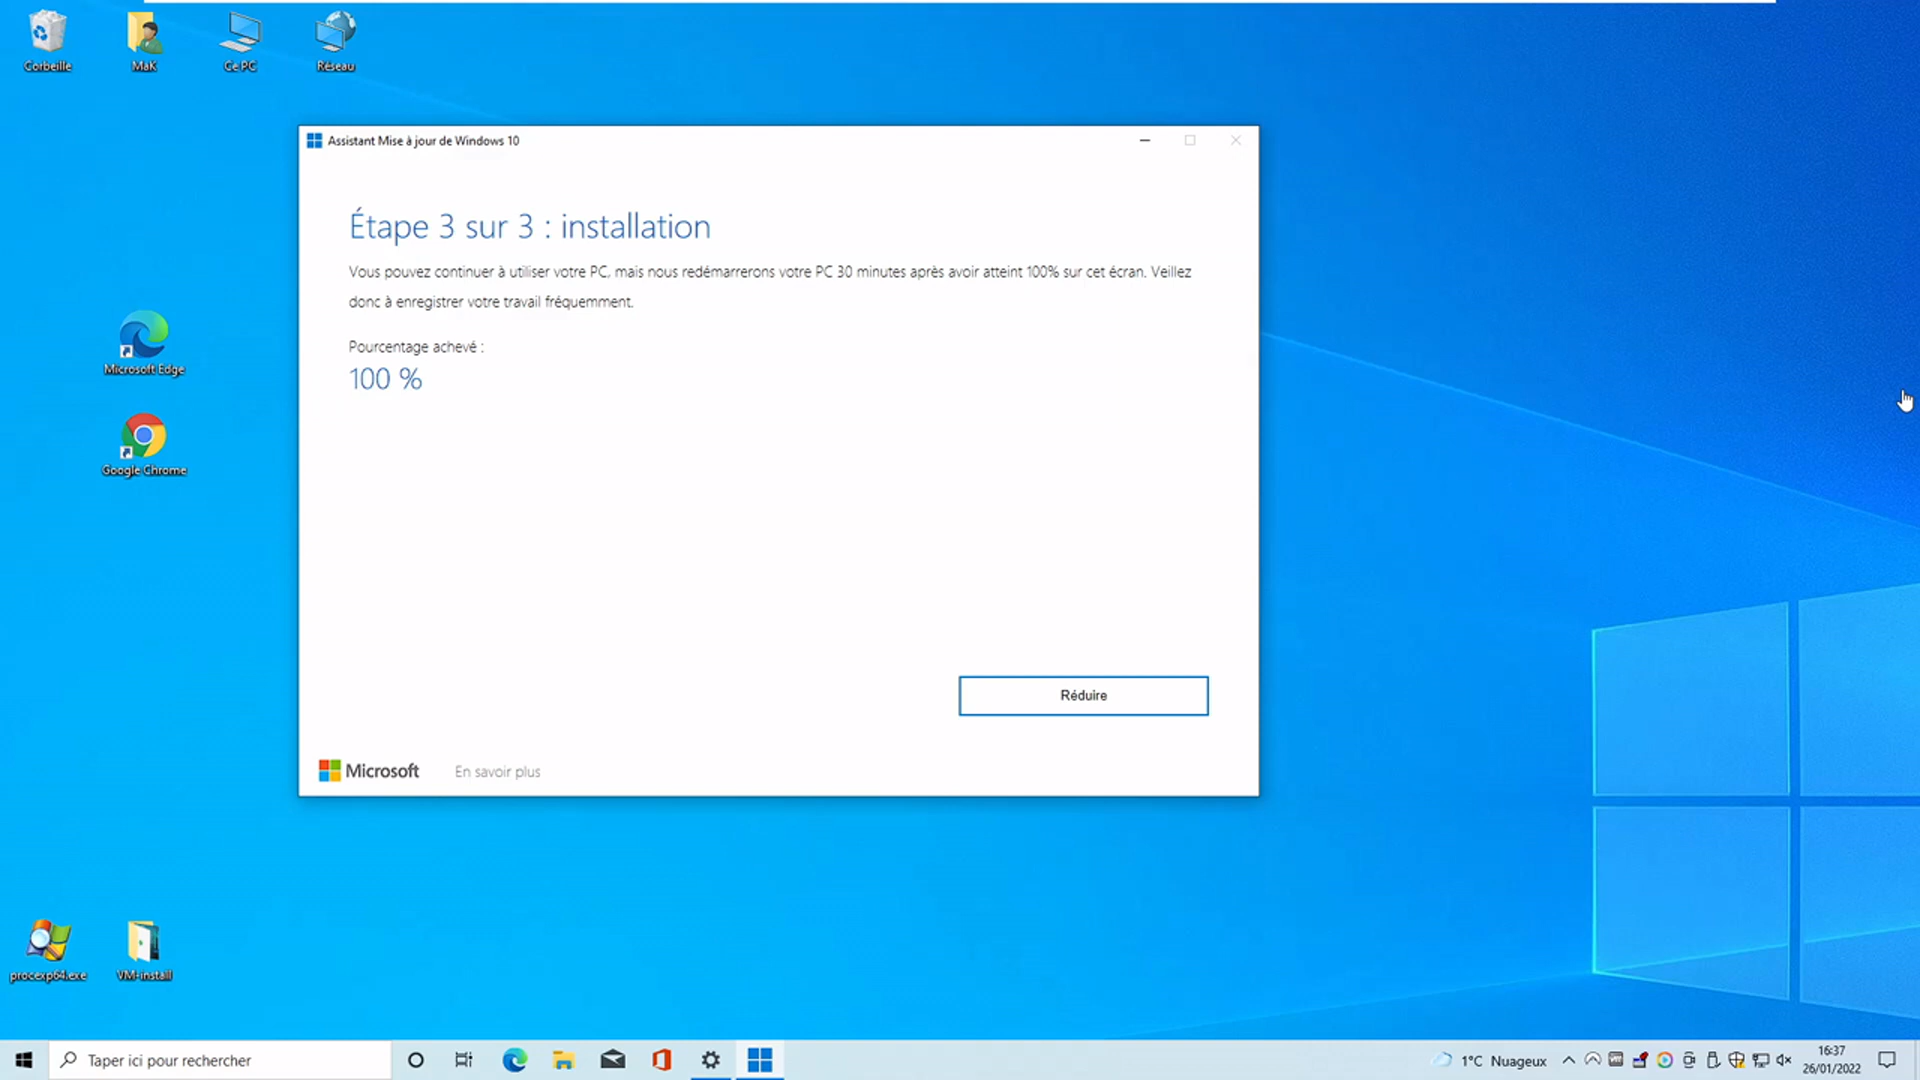 Corbeille
MaK
Ce PC
Réseau
Assistant Mise à jour de Windows 10
Étape 3 sur 3 : installation
Vous pouvez continuer à utiliser votre PC, mais nous redémarrerons votre PC 30 minutes après avoir atteint 100% sur cet écran. Veillez
donc à enregistrer votre travail fréquemment.
Pourcentage achevé :
100 %
Microsoft Edge
Google Chrome
Réduire
Microsoft
En savoir plus
procexp64.exe
VM-install
Taper ici pour rechercher
1°C Nuageux
16:37
26/01/2022